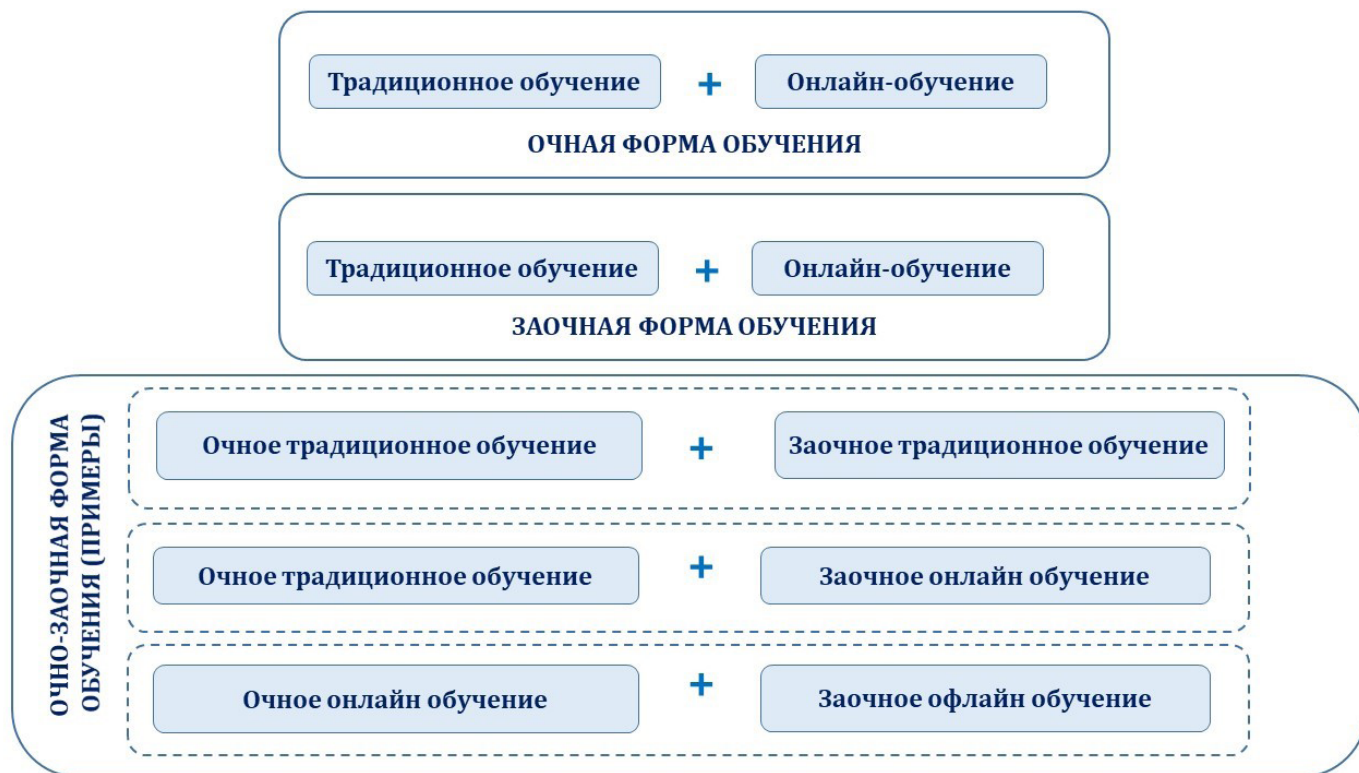 Традиционное обучение + Онлайн-обучение
ОЧНАЯ ФОРМА ОБУЧЕНИЯ
Традиционное обучение + Онлайн-обучение
ЗАОЧНАЯ ФОРМА ОБУЧЕНИЯ
ОЧНО-ЗАОЧНАЯ ФОРМА
ОБУЧЕНИЯ (ПРИМЕРЫ)
Очное традиционное обучение + Заочное традиционное обучение
Очное традиционное обучение + Заочное онлайн обучение
Очное онлайн обучение + Заочное офлайн обучение